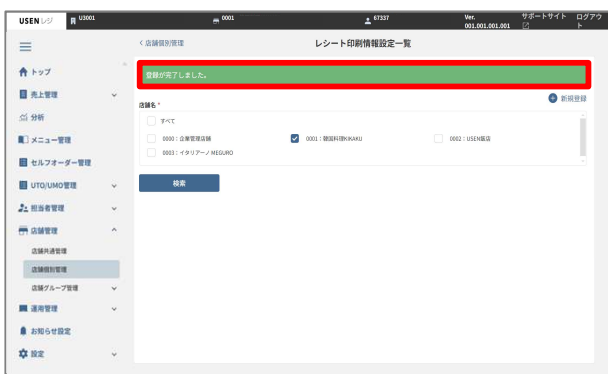 USEN レジ U3001 0001 67337 Ver. 001.001.001.001 サポートサイト ログアウト
< 店舗個別管理 レシート印刷情報設定一覧
登録が完了しました。
新規登録
店舗名 *
すべて
0000:企業管理店舗 0001:韓国料理KIKAKU 0002:USEN飯店
0003:イタリアーノ MEGURO
検索
トップ
売上管理
分析
メニュー管理
セルフオーダー管理
UTO/UMO管理
担当者管理
店舗管理
店舗共通管理
店舗個別管理
店舗グループ管理
運用管理
お知らせ設定
設定